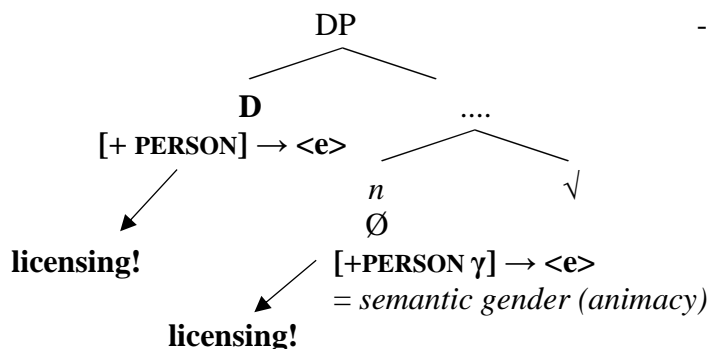 DP -
D ....
[+ PERSON] → <e>
n √
Ø
licensing! [+PERSON γ] → <e>
= semantic gender (animacy)
licensing!